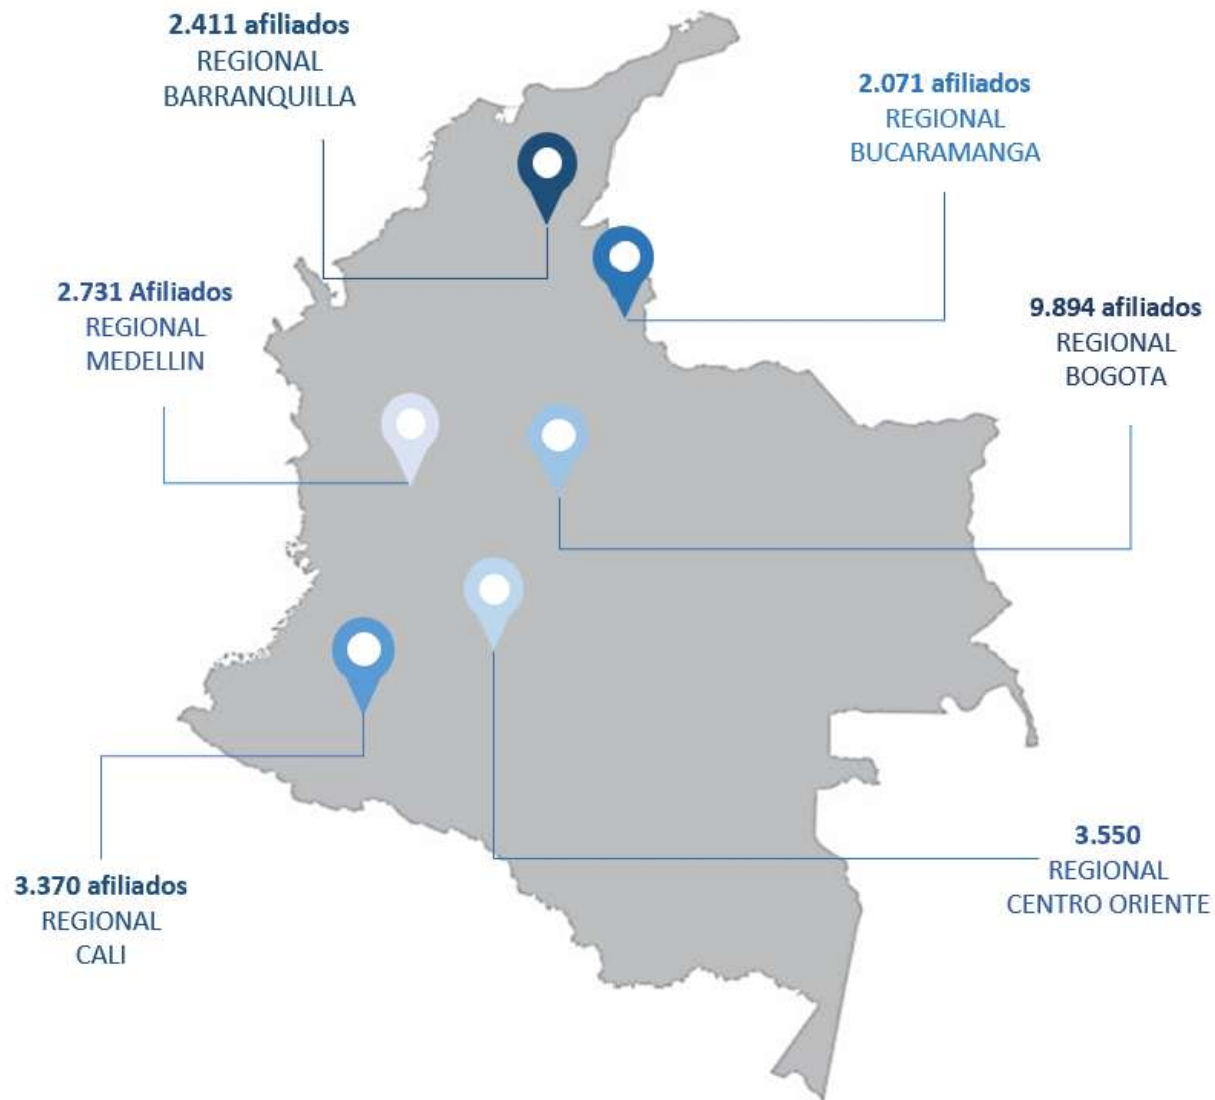 2.411 afiliados
REGIONAL
BARRANQUILLA
2.071 afiliados
REGIONAL
BUCARAMANGA
2.731 Afiliados
REGIONAL
MEDELLIN
9.894 afiliados
REGIONAL
BOGOTA
3.370 afiliados
REGIONAL
CALI
3.550
REGIONAL
CENTRO ORIENTE